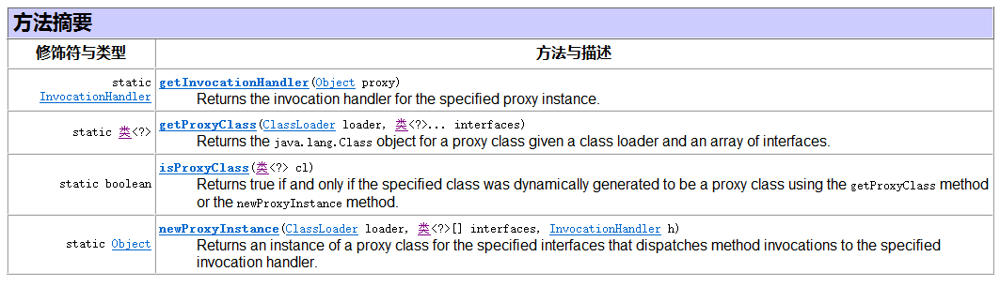 方法摘要
修饰符与类型 方法与描述
static getInvocationHandler(Object proxy)
InvocationHandler Returns the invocation handler for the specified proxy instance.
static 类<?> getProxyClass(ClassLoader loader, 类<?>... interfaces)
Returns the java.lang.Class object for a proxy class given a class loader and an array of interfaces.
static boolean isProxyClass(类<?> cl)
Returns true if and only if the specified class was dynamically generated to be a proxy class using the getProxyClass method
or the newProxyInstance method.
static Object newProxyInstance(ClassLoader loader, 类<?>[] interfaces, InvocationHandler h)
Returns an instance of a proxy class for the specified interfaces that dispatches method invocations to the specified
invocation handler.